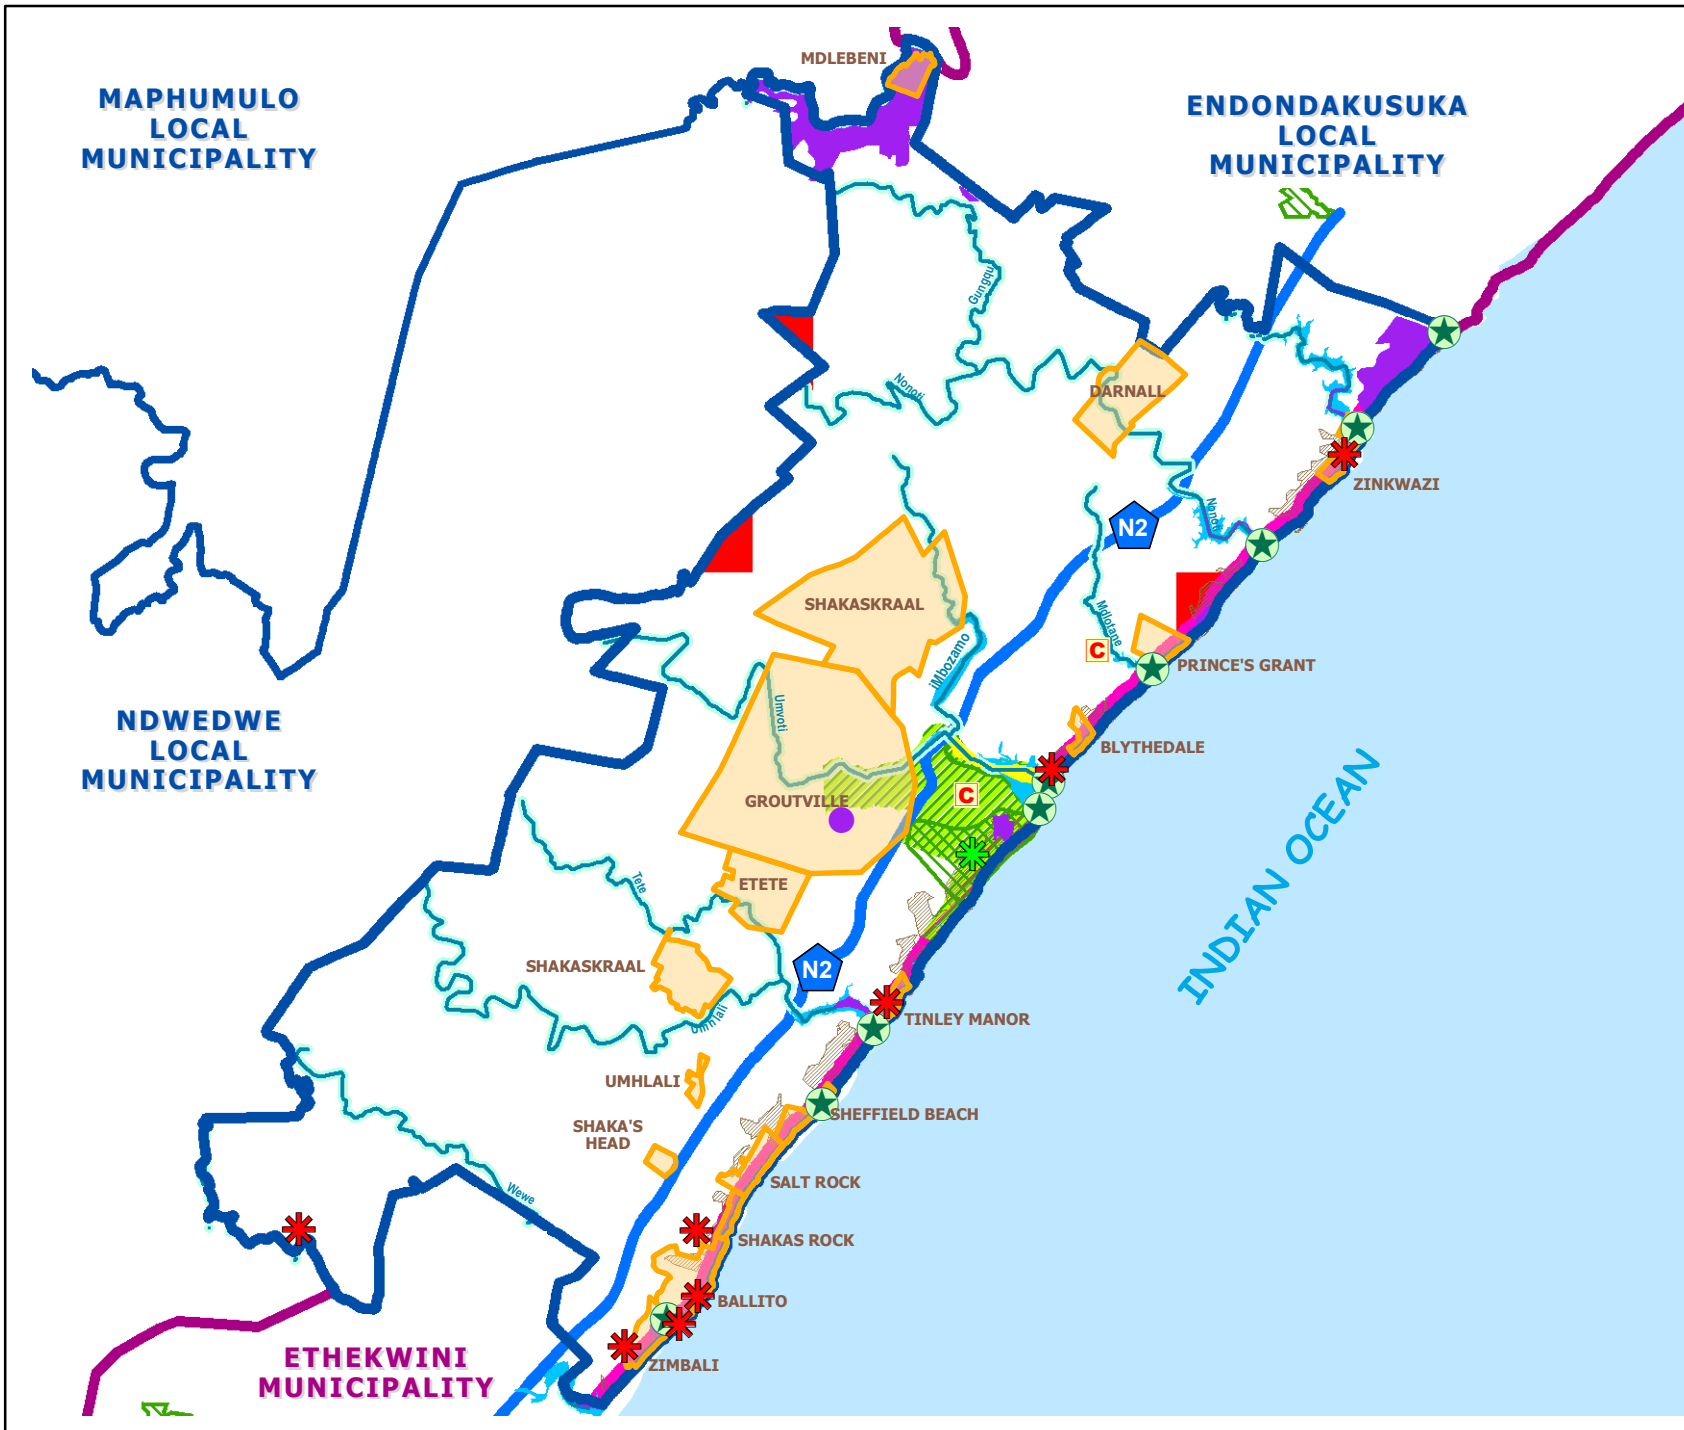 MDLEBENI
MAPHUMULO
LOCAL
MUNICIPALITY
ENDONDAKUSUKA
LOCAL
MUNICIPALITY
Gungqu
Nonoti
DARNALL
ZINKWAZI
N2
Nonoti
SHAKASKRAAL
Mdlotane
C
iMbozamo
PRINCE'S GRANT
Umvoti
NDWEDWE
LOCAL
MUNICIPALITY
BLYTHEDALE
C
GROUTVILLE
INDIAN OCEAN
Tete
ETETE
SHAKASKRAAL
N2
Umhlali
TINLEY MANOR
UMHLALI
SHEFFIELD BEACH
SHAKA'S
HEAD
SALT ROCK
Wewe
SHAKAS ROCK
BALLITO
ETHEKWINI
MUNICIPALITY
ZIMBALI